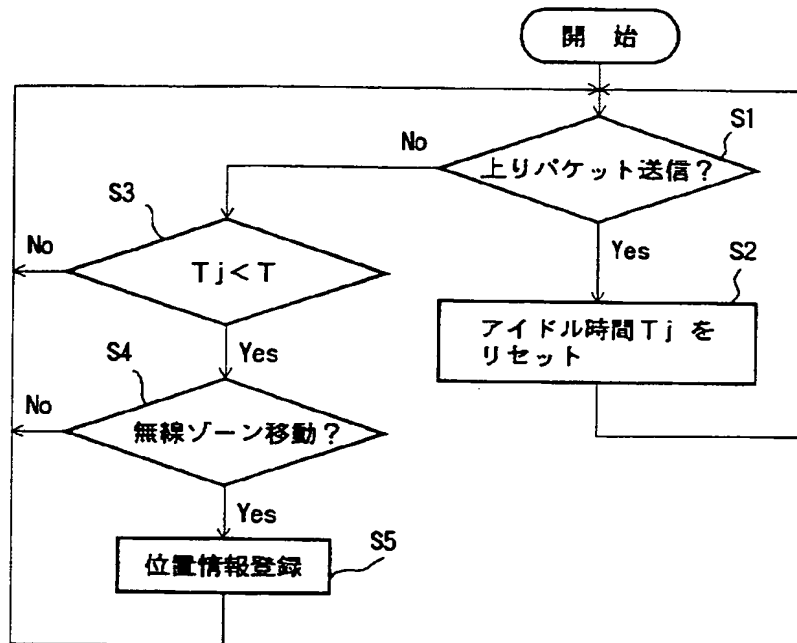 開 始
S1
上りパケット送信?
No
Yes
S2
アイドル時間Tjを
リセット
S3
Tj<T
No
Yes
S4
無線ゾーン移動?
No
Yes
S5
位置情報登録